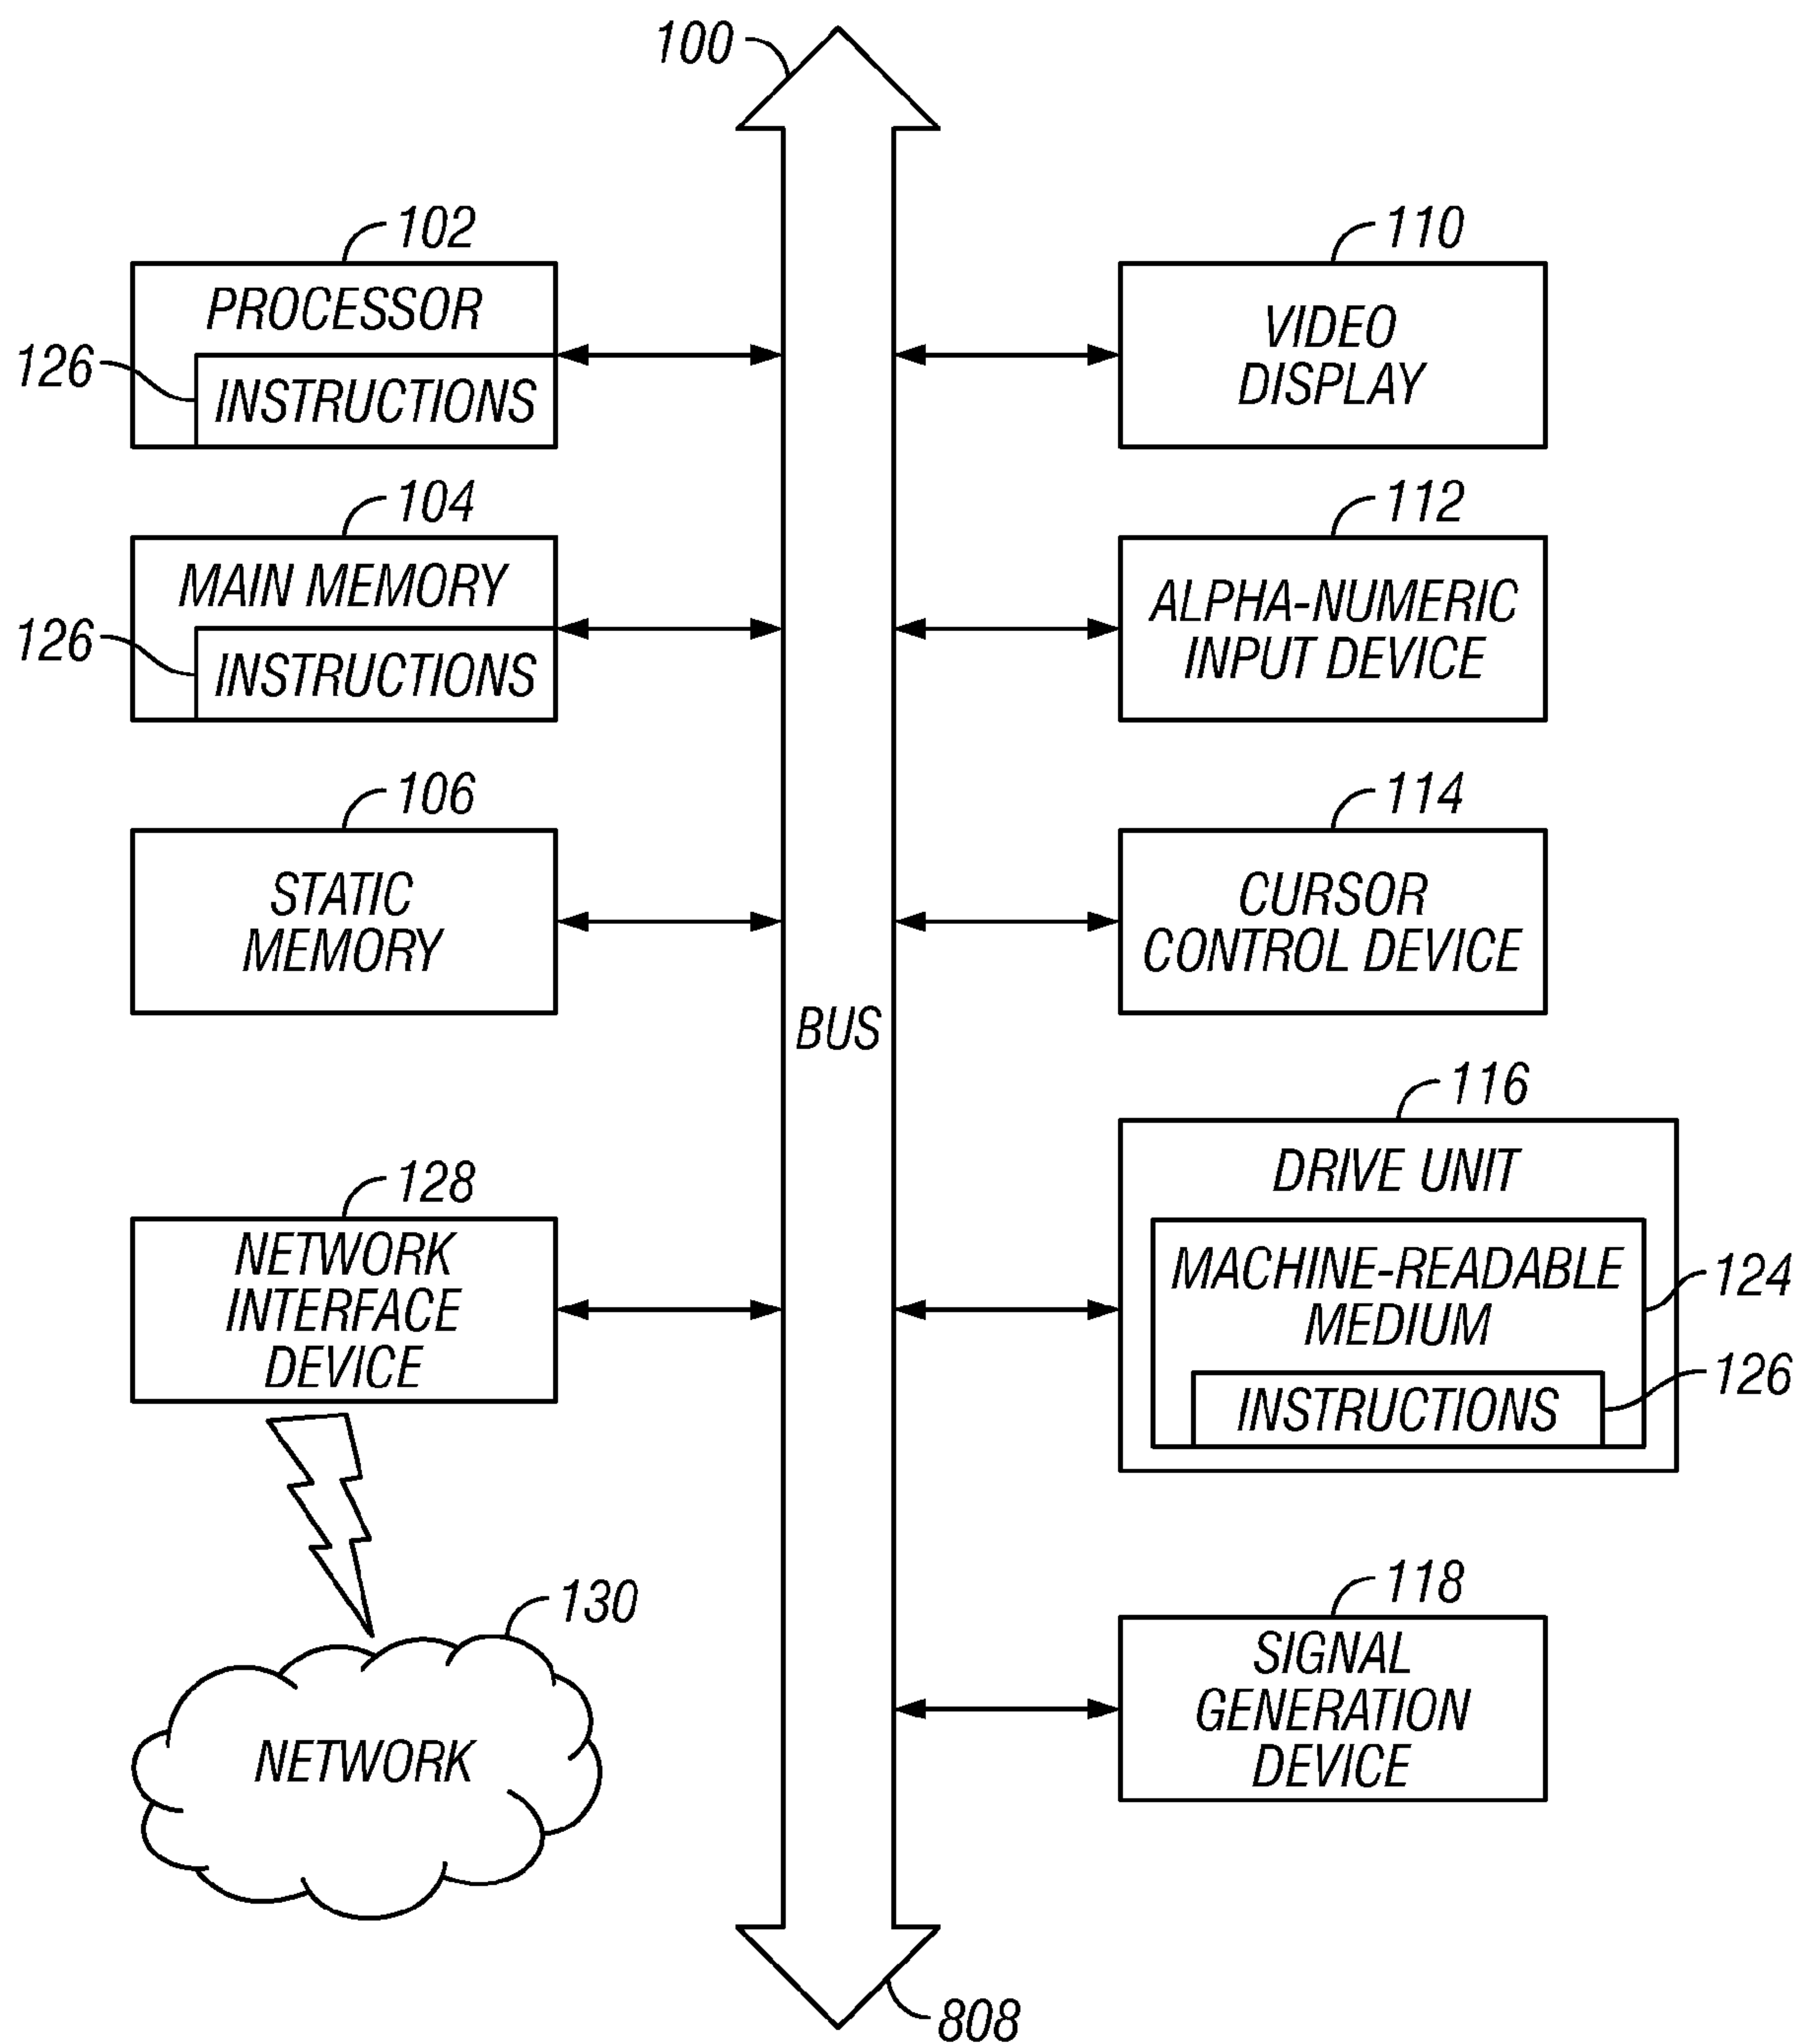 100
102
PROCESSOR
126
INSTRUCTIONS
104
MAIN MEMORY
126
INSTRUCTIONS
106
STATIC
MEMORY
128
NETWORK
INTERFACE
DEVICE
130
NETWORK
BUS
808
110
VIDEO
DISPLAY
112
ALPHA-NUMERIC
INPUT DEVICE
114
CURSOR
CONTROL DEVICE
116
DRIVE UNIT
MACHINE-READABLE
MEDIUM
124
INSTRUCTIONS
126
118
SIGNAL
GENERATION
DEVICE